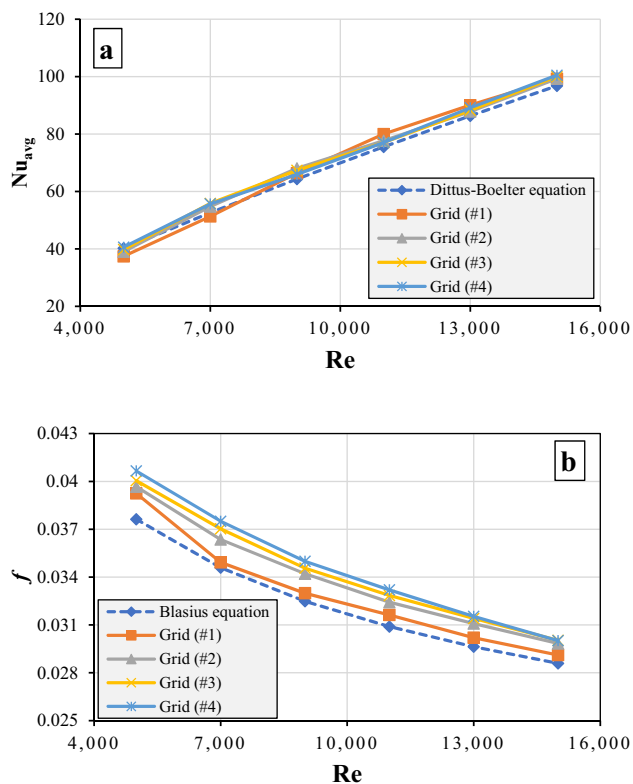 a
120
100
80
60
40
20
Nu_avg
Dittus-Boelter equation
Grid (#1)
Grid (#2)
Grid (#3)
Grid (#4)
4,000 7,000 10,000 13,000 16,000
Re
b
0.043
0.04
0.037
0.034
0.031
0.028
0.025
f
Blasius equation
Grid (#1)
Grid (#2)
Grid (#3)
Grid (#4)
4,000 7,000 10,000 13,000 16,000
Re